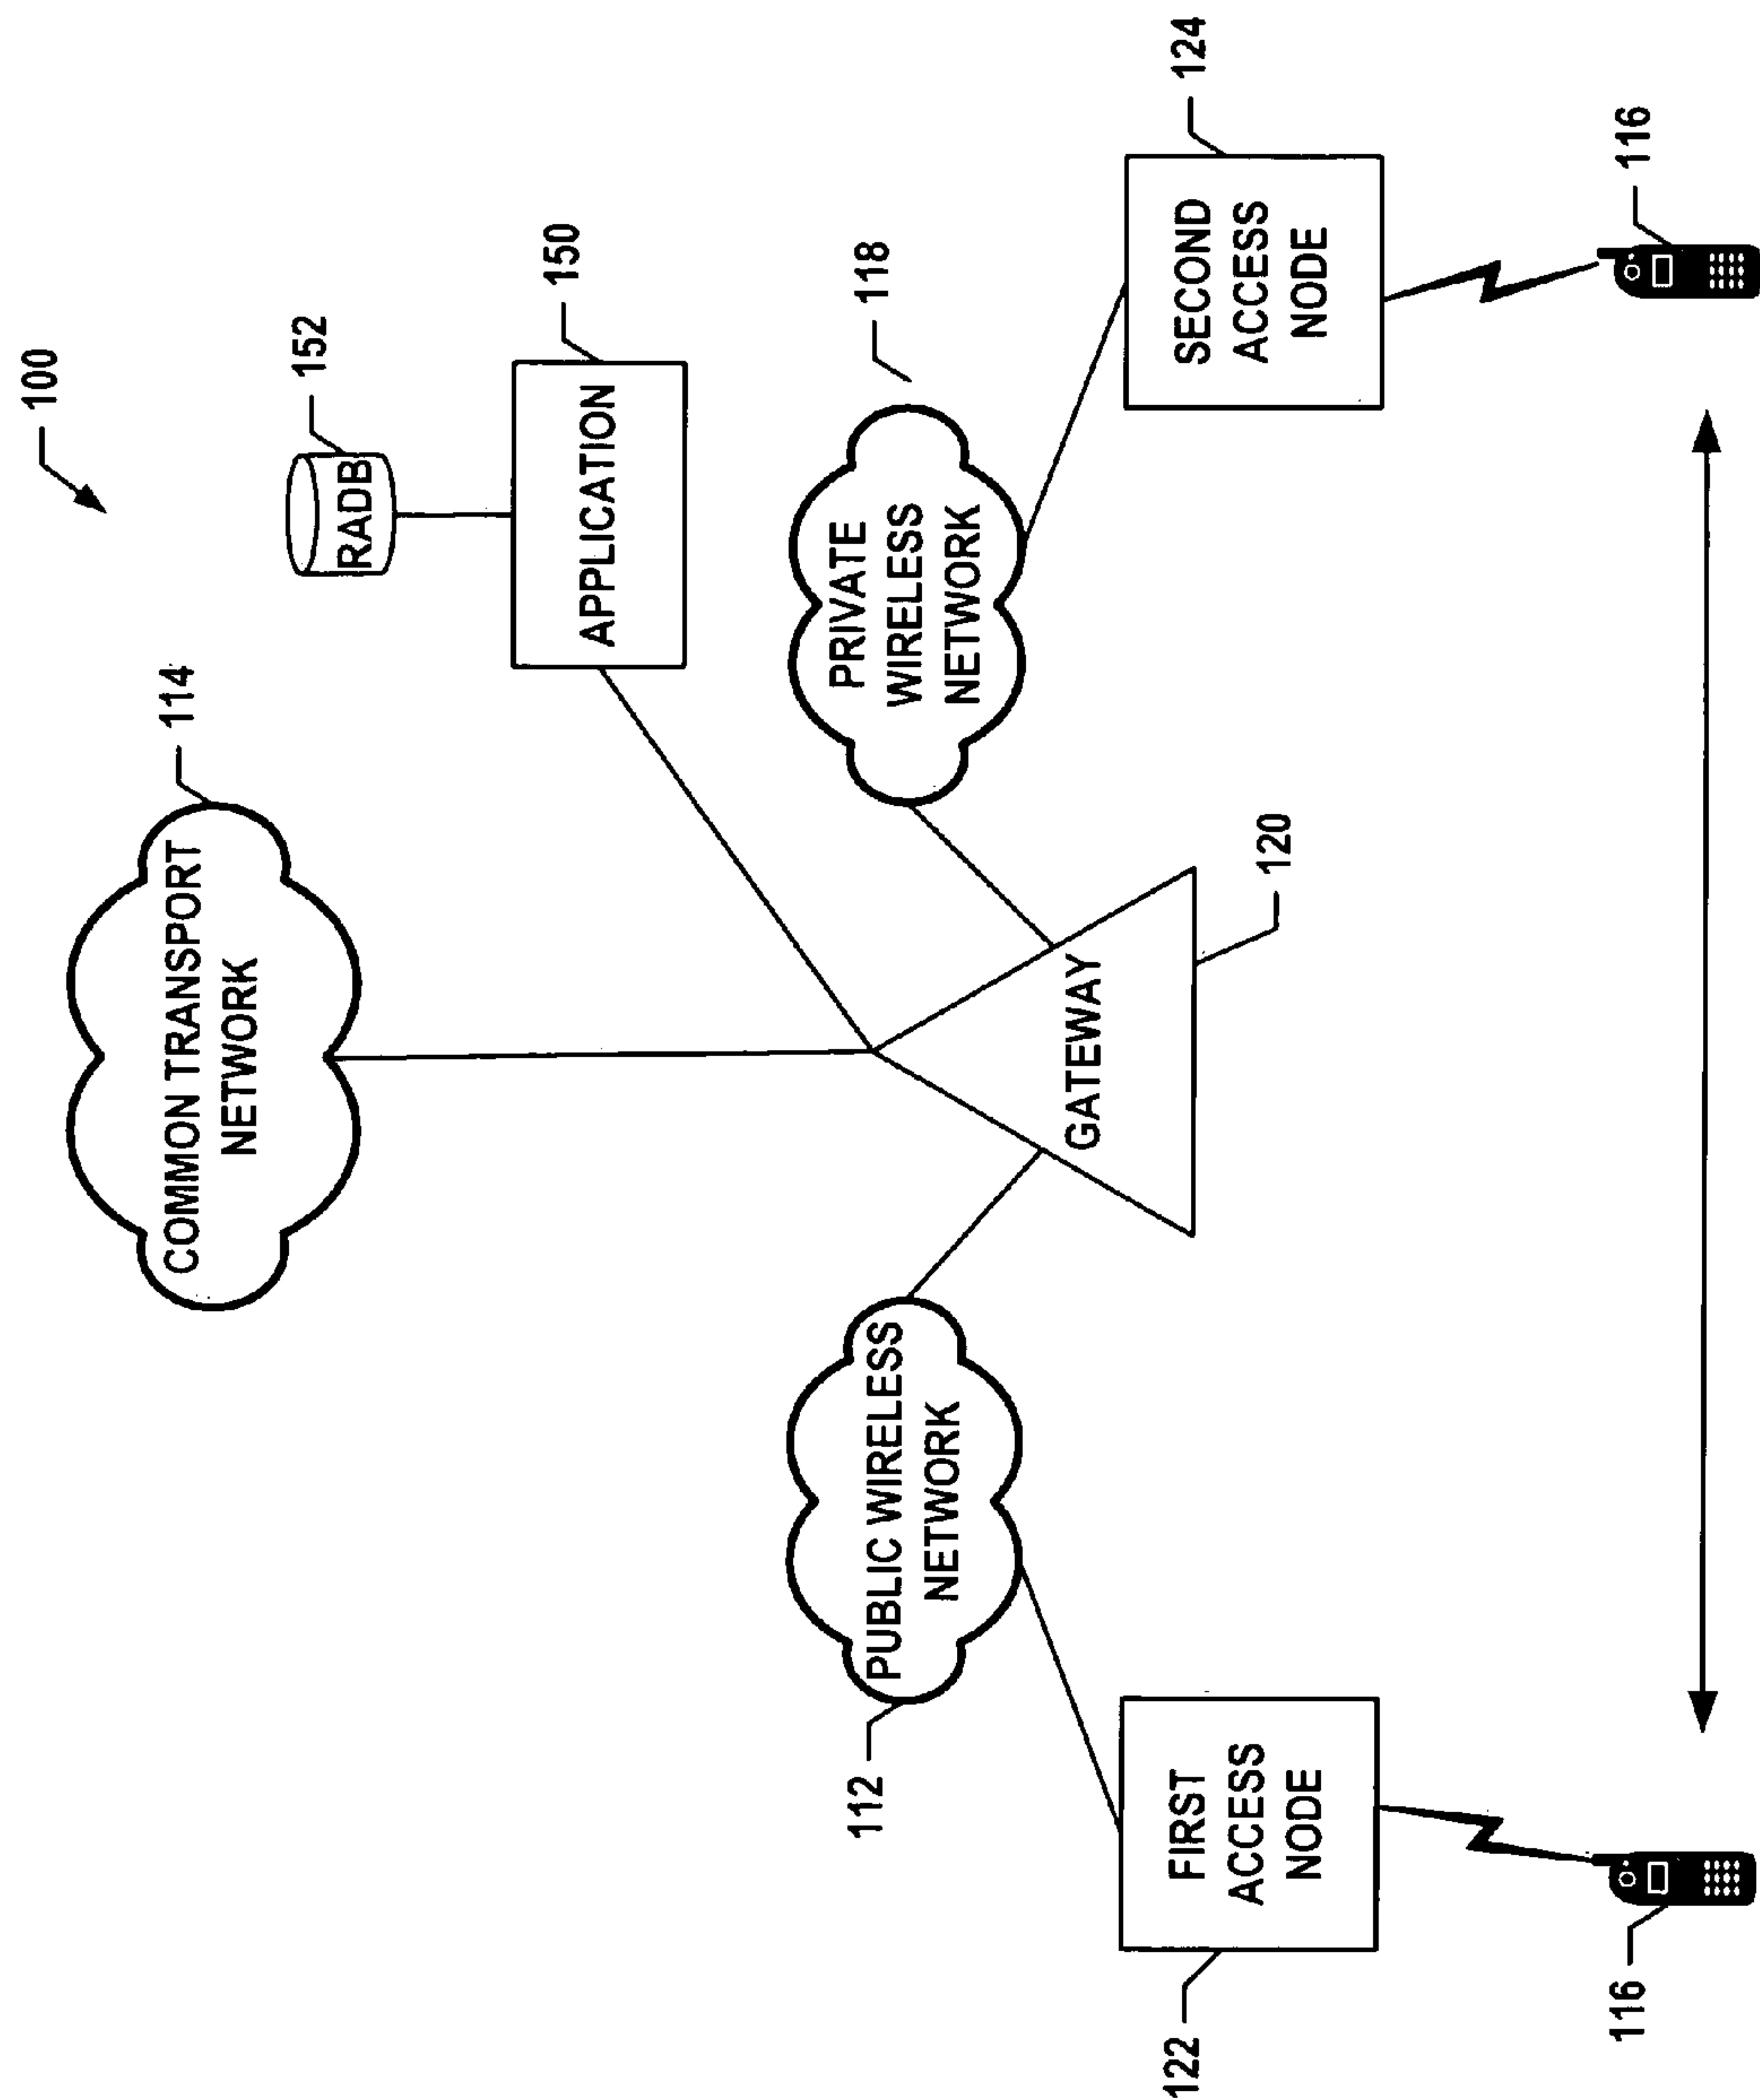 100
COMMON TRANSPORT
NETWORK
114
RADB
152
APPLICATION
150
PUBLIC WIRELESS
NETWORK
112
PRIVATE
WIRELESS
NETWORK
118
GATEWAY
120
FIRST
ACCESS
NODE
122
SECOND
ACCESS
NODE
124
116
116